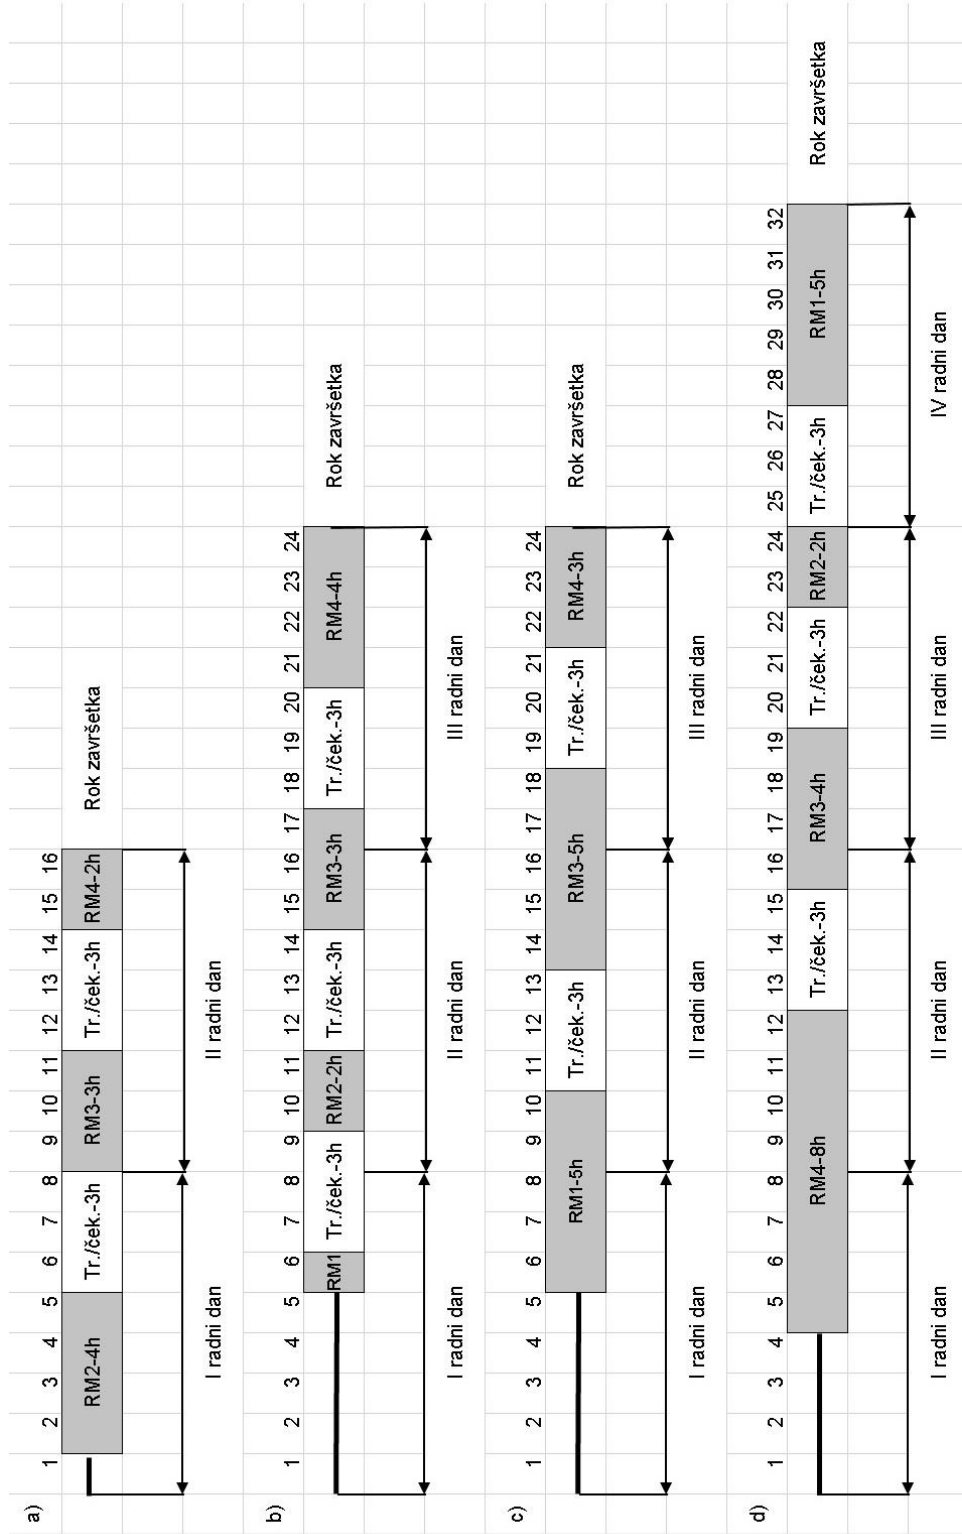 a)
1 2 3 4 5 6 7 8 9 10 11 12 13 14 15 16
RM2-4h Tr./ček.-3h RM3-3h Tr./ček.-3h RM4-2h Rok završetka
I radni dan II radni dan
b)
1 2 3 4 5 6 7 8 9 10 11 12 13 14 15 16 17 18 19 20 21 22 23 24
RM1 Tr./ček.-3h RM2-2h Tr./ček.-3h RM3-3h Tr./ček.-3h RM4-4h Rok završetka
I radni dan II radni dan III radni dan
c)
1 2 3 4 5 6 7 8 9 10 11 12 13 14 15 16 17 18 19 20 21 22 23 24
RM1-5h Tr./ček.-3h RM3-5h Tr./ček.-3h RM4-3h Rok završetka
I radni dan II radni dan III radni dan
d)
1 2 3 4 5 6 7 8 9 10 11 12 13 14 15 16 17 18 19 20 21 22 23 24 25 26 27 28 29 30 31 32
RM4-8h Tr./ček.-3h RM3-4h Tr./ček.-3h RM2-2h Tr./ček.-3h RM1-5h Rok završetka
I radni dan II radni dan III radni dan IV radni dan